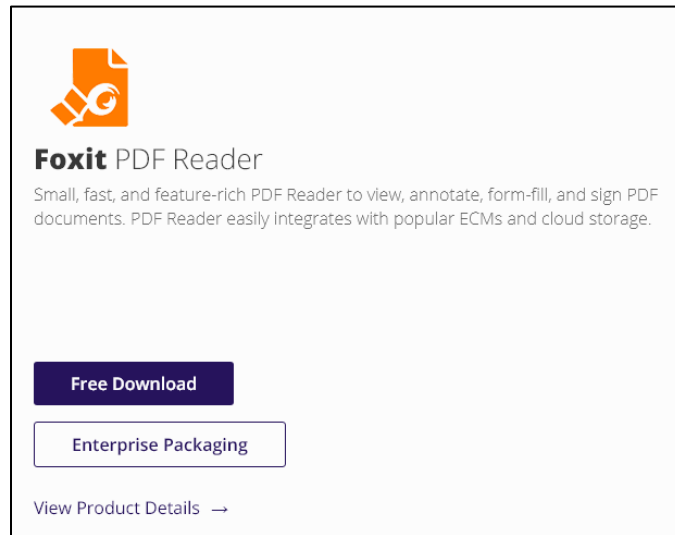 Foxit PDF Reader
Small, fast, and feature-rich PDF Reader to view, annotate, form-fill, and sign PDF
documents. PDF Reader easily integrates with popular ECMs and cloud storage.
Free Download
Enterprise Packaging
View Product Details →